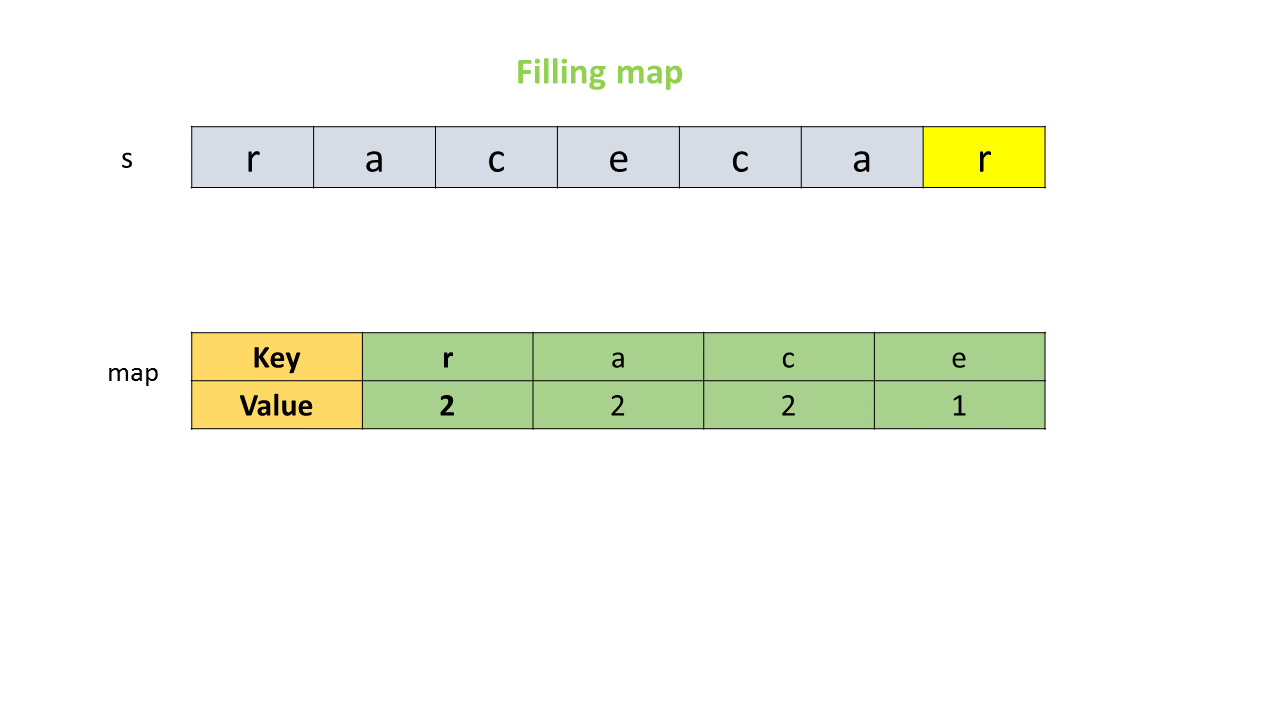 Filling map
s r a c e c a r
map
Key r a c e
Value 2 2 2 1